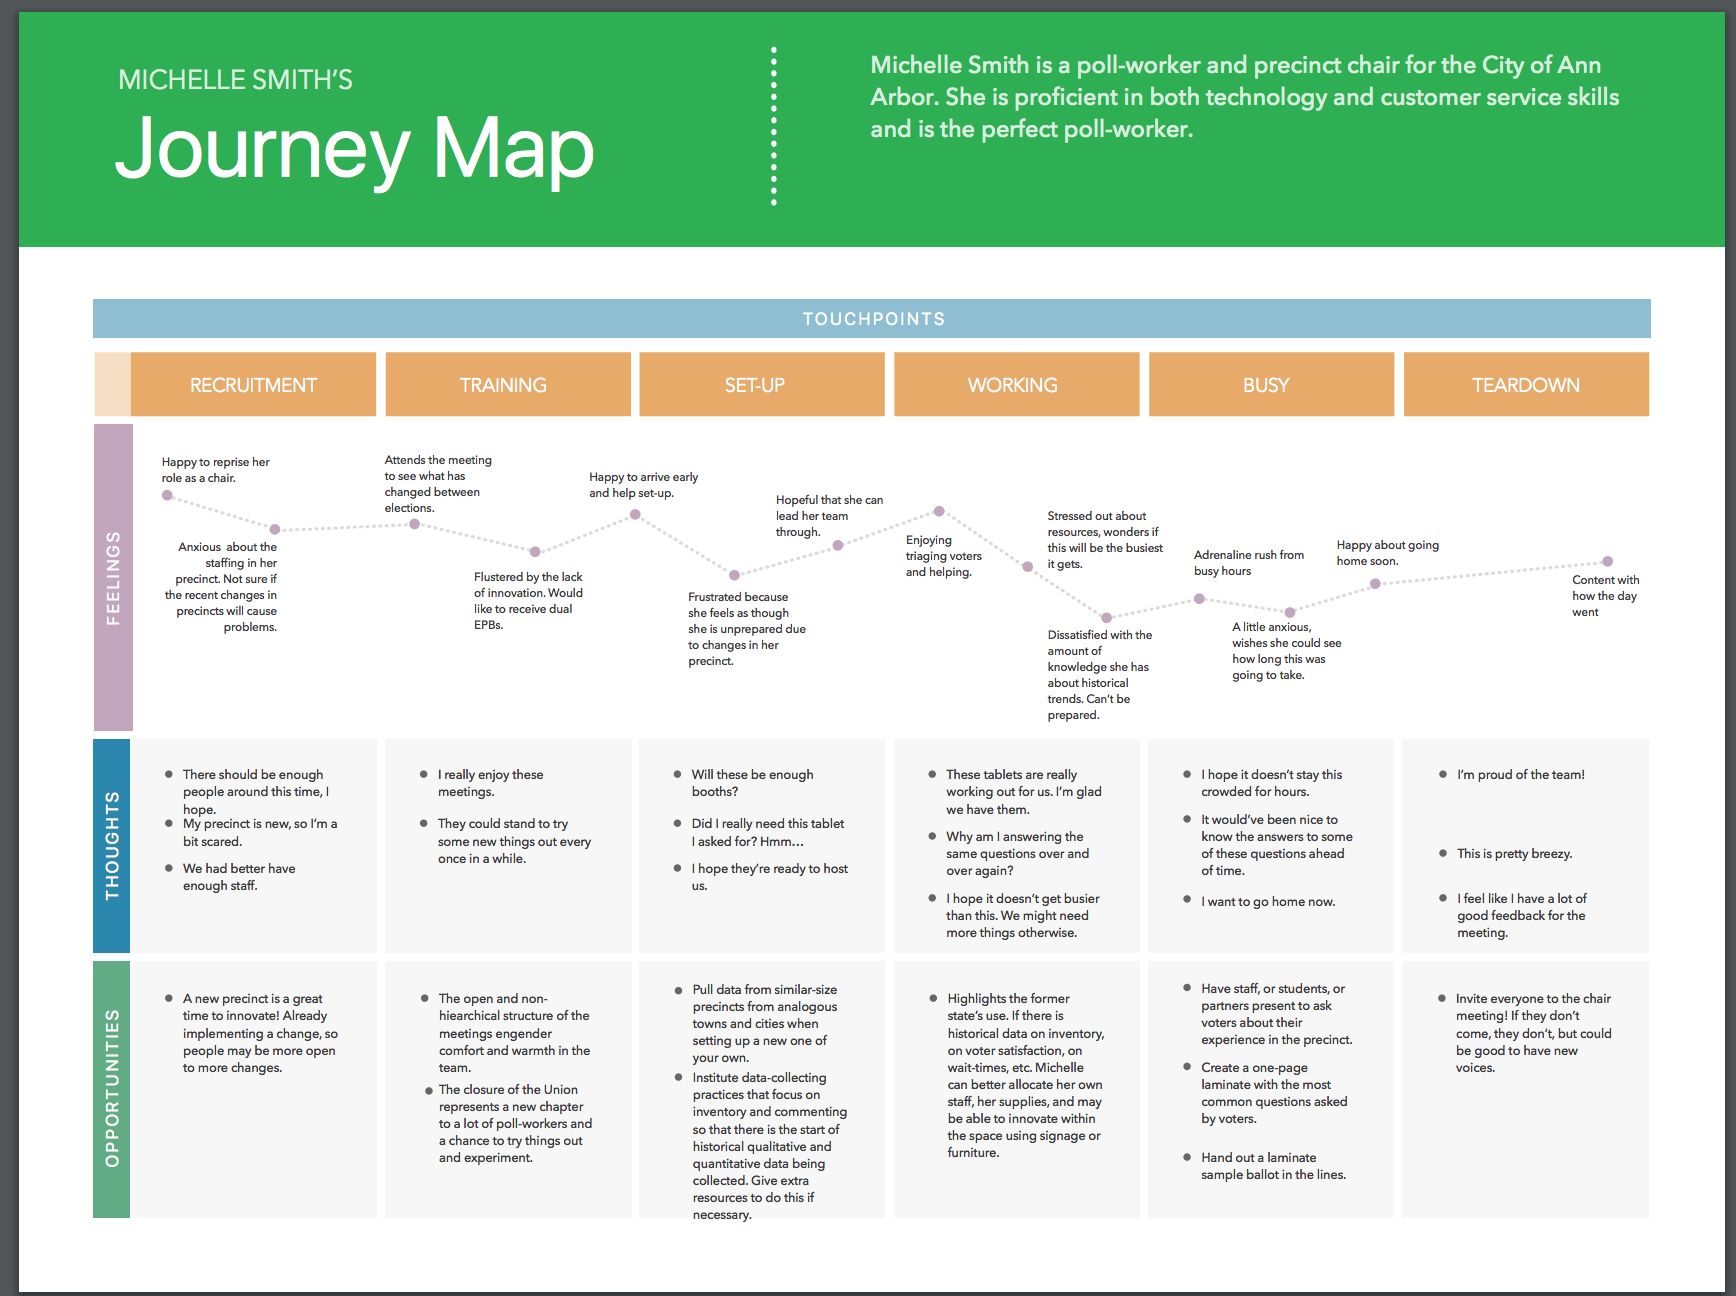 MICHELLE SMITH'S
Journey Map
Michelle Smith is a poll-worker and precinct chair for the City of Ann
Arbor. She is proficient in both technology and customer service skills
and is the perfect poll-worker.
TOUCHPOINTS
RECRUITMENT
TRAINING
SET-UP
WORKING
BUSY
TEARDOWN
FEELINGS
Happy to reprise her
role as a chair.
Anxious about the
staffing in her
precinct. Not sure if
the recent changes in
precincts will cause
problems.
Attends the meeting
to see what has
changed between
elections.
Flustered by the lack
of innovation. Would
like to receive dual
EPBs.
Happy to arrive early
and help set-up.
Frustrated because
she feels as though
she is unprepared due
to changes in her
precinct.
Hopeful that she can
lead her team
through.
Enjoying
triaging voters
and helping.
Stressed out about
resources, wonders if
this will be the busiest
it gets.
Dissatisfied with the
amount of
knowledge she has
about historical
trends. Can't be
prepared.
Adrenaline rush from
busy hours
A little anxious,
wishes she could see
how long this was
going to take.
Happy about going
home soon.
Content with
how the day
went
THOUGHTS
• There should be enough
people around this time, I
hope.
• My precinct is new, so I'm a
bit scared.
• We had better have
enough staff.
• I really enjoy these
meetings.
• They could stand to try
some new things out every
once in a while.
• Will these be enough
booths?
• Did I really need this tablet
I asked for? Hmm...
• I hope they're ready to host
us.
• These tablets are really
working out for us. I'm glad
we have them.
• Why am I answering the
same questions over and
over again?
• I hope it doesn't get busier
than this. We might need
more things otherwise.
• I hope it doesn't stay this
crowded for hours.
• It would've been nice to
know the answers to some
of these questions ahead
of time.
• I want to go home now.
• I'm proud of the team!
• This is pretty breezy.
• I feel like I have a lot of
good feedback for the
meeting.
OPPORTUNITIES
• A new precinct is a great
time to innovate! Already
implementing a change, so
people may be more open
to more changes.
• The open and non-
hiearchical structure of the
meetings engender
comfort and warmth in the
team.
• The closure of the Union
represents a new chapter
to a lot of poll-workers and
a chance to try things out
and experiment.
• Pull data from similar-size
precincts from analogous
towns and cities when
setting up a new one of
your own.
• Institute data-collecting
practices that focus on
inventory and commenting
so that there is the start of
historical qualitative and
quantitative data being
collected. Give extra
resources to do this if
necessary.
• Highlights the former
state's use. If there is
historical data on inventory,
on voter satisfaction, on
wait-times, etc. Michelle
can better allocate her own
staff, her supplies, and may
be able to innovate within
the space using signage or
furniture.
• Have staff, or students, or
partners present to ask
voters about their
experience in the precinct.
• Create a one-page
laminate with the most
common questions asked
by voters.
• Hand out a laminate
sample ballot in the lines.
• Invite everyone to the chair
meeting! If they don't
come, they don't, but could
be good to have new
voices.